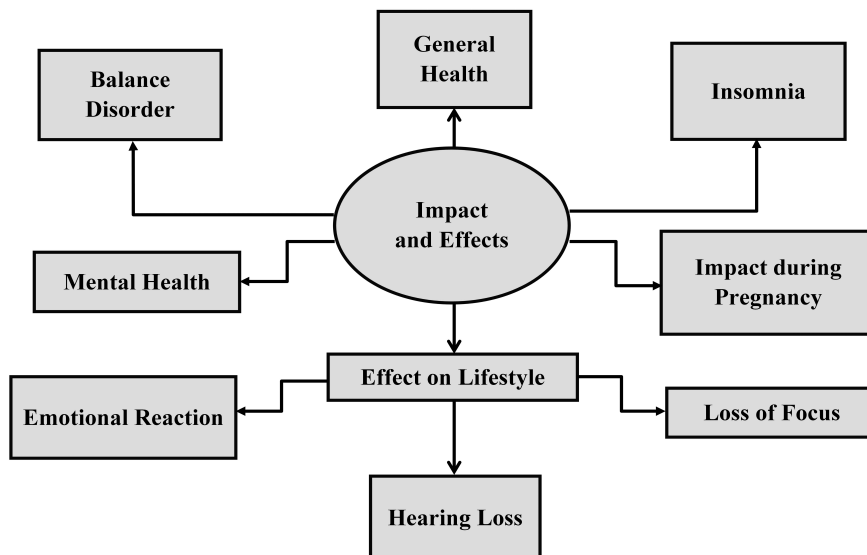 General
Health
Balance
Disorder
Insomnia
Impact
and Effects
Mental Health
Impact during
Pregnancy
Effect on Lifestyle
Emotional Reaction
Loss of Focus
Hearing Loss